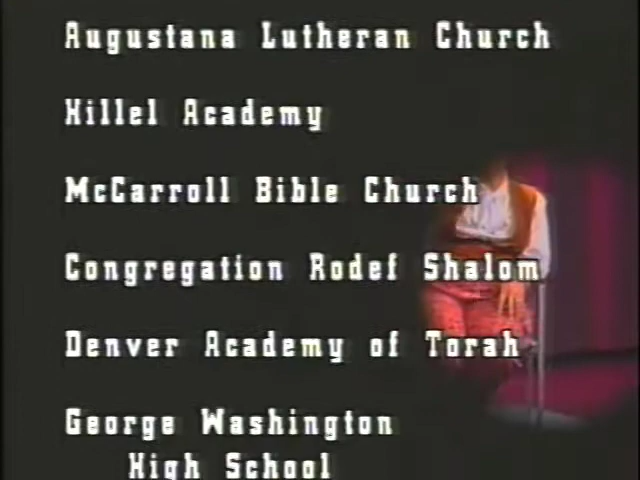 Augustana Lutheran Church
Hillel Academy
McCarroll Bible Church
Congregation Rodef Shalom
Denver Academy of Torah
George Washington
High School